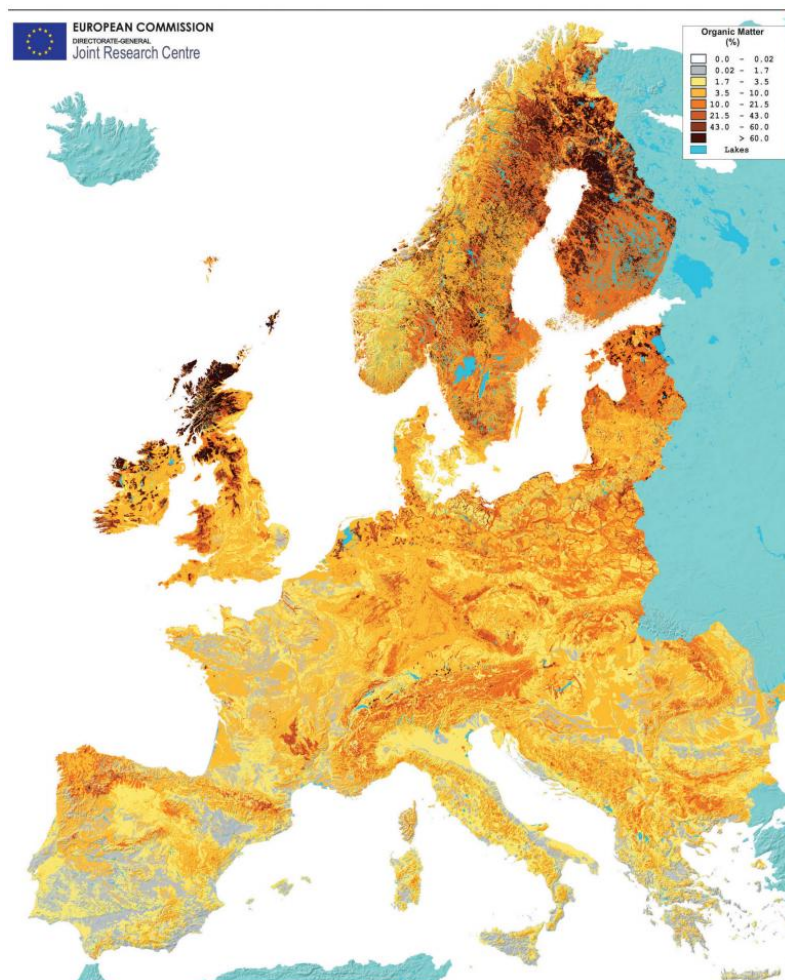 EUROPEAN COMMISSION
DIRECTORATE-GENERAL
Joint Research Centre
Organic Matter
(%)
0.0 - 0.02
0.02 - 1.7
1.7 - 3.5
3.5 - 10.0
10.0 - 21.5
21.5 - 43.0
43.0 - 60.0
> 60.0
Lakes